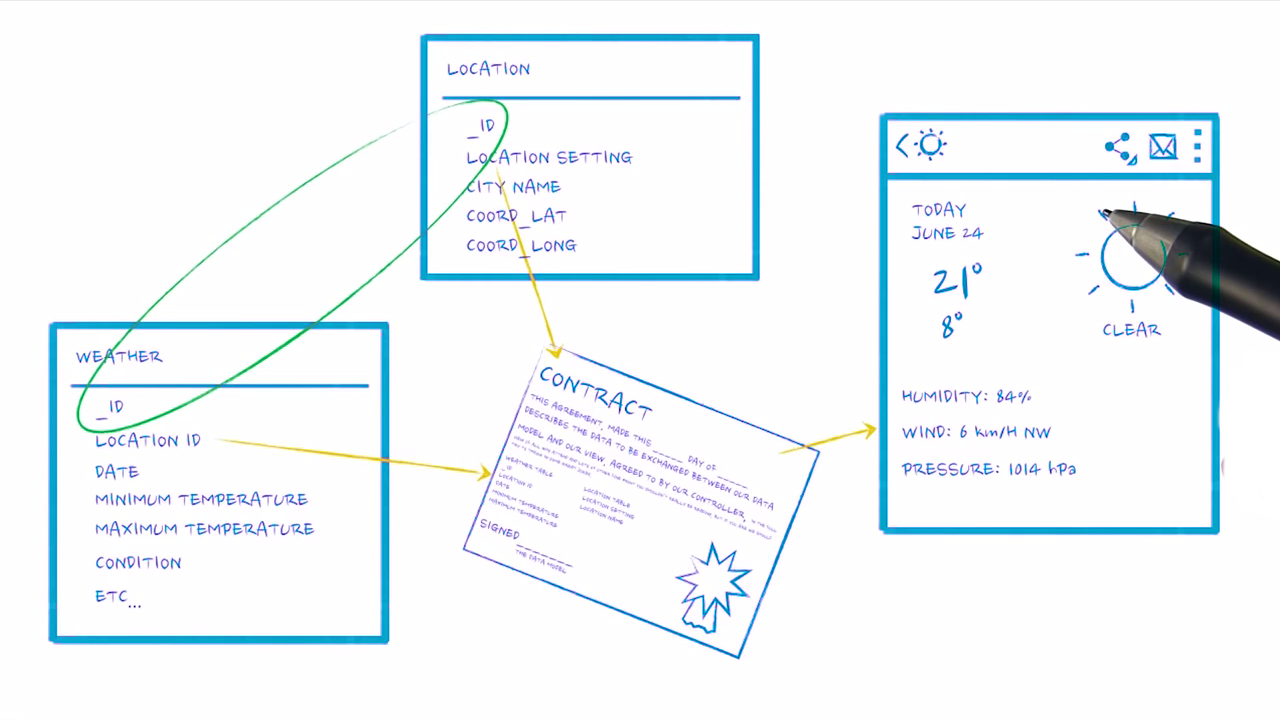 LOCATION
_ID
LOCATION SETTING
CITY NAME
COORD_LAT
COORD_LONG
WEATHER
_ID
LOCATION ID
DATE
MINIMUM TEMPERATURE
MAXIMUM TEMPERATURE
CONDITION
ETC...
CONTRACT
THIS AGREEMENT, MADE THIS ______ DAY OF ______
DESCRIBES THE DATA TO BE EXCHANGED BETWEEN OUR DATA
MODEL AND OUR VIEW, AGREED TO BY OUR CONTROLLER,
WEATHER TABLE
_ID
LOCATION ID
DATE
MINIMUM TEMPERATURE
MAXIMUM TEMPERATURE
LOCATION TABLE
LOCATION SETTING
LOCATION NAME
SIGNED ________
THE DATA MODEL
TODAY
JUNE 24
21°
8°
CLEAR
HUMIDITY: 84%
WIND: 6 km/H NW
PRESSURE: 1014 hPa